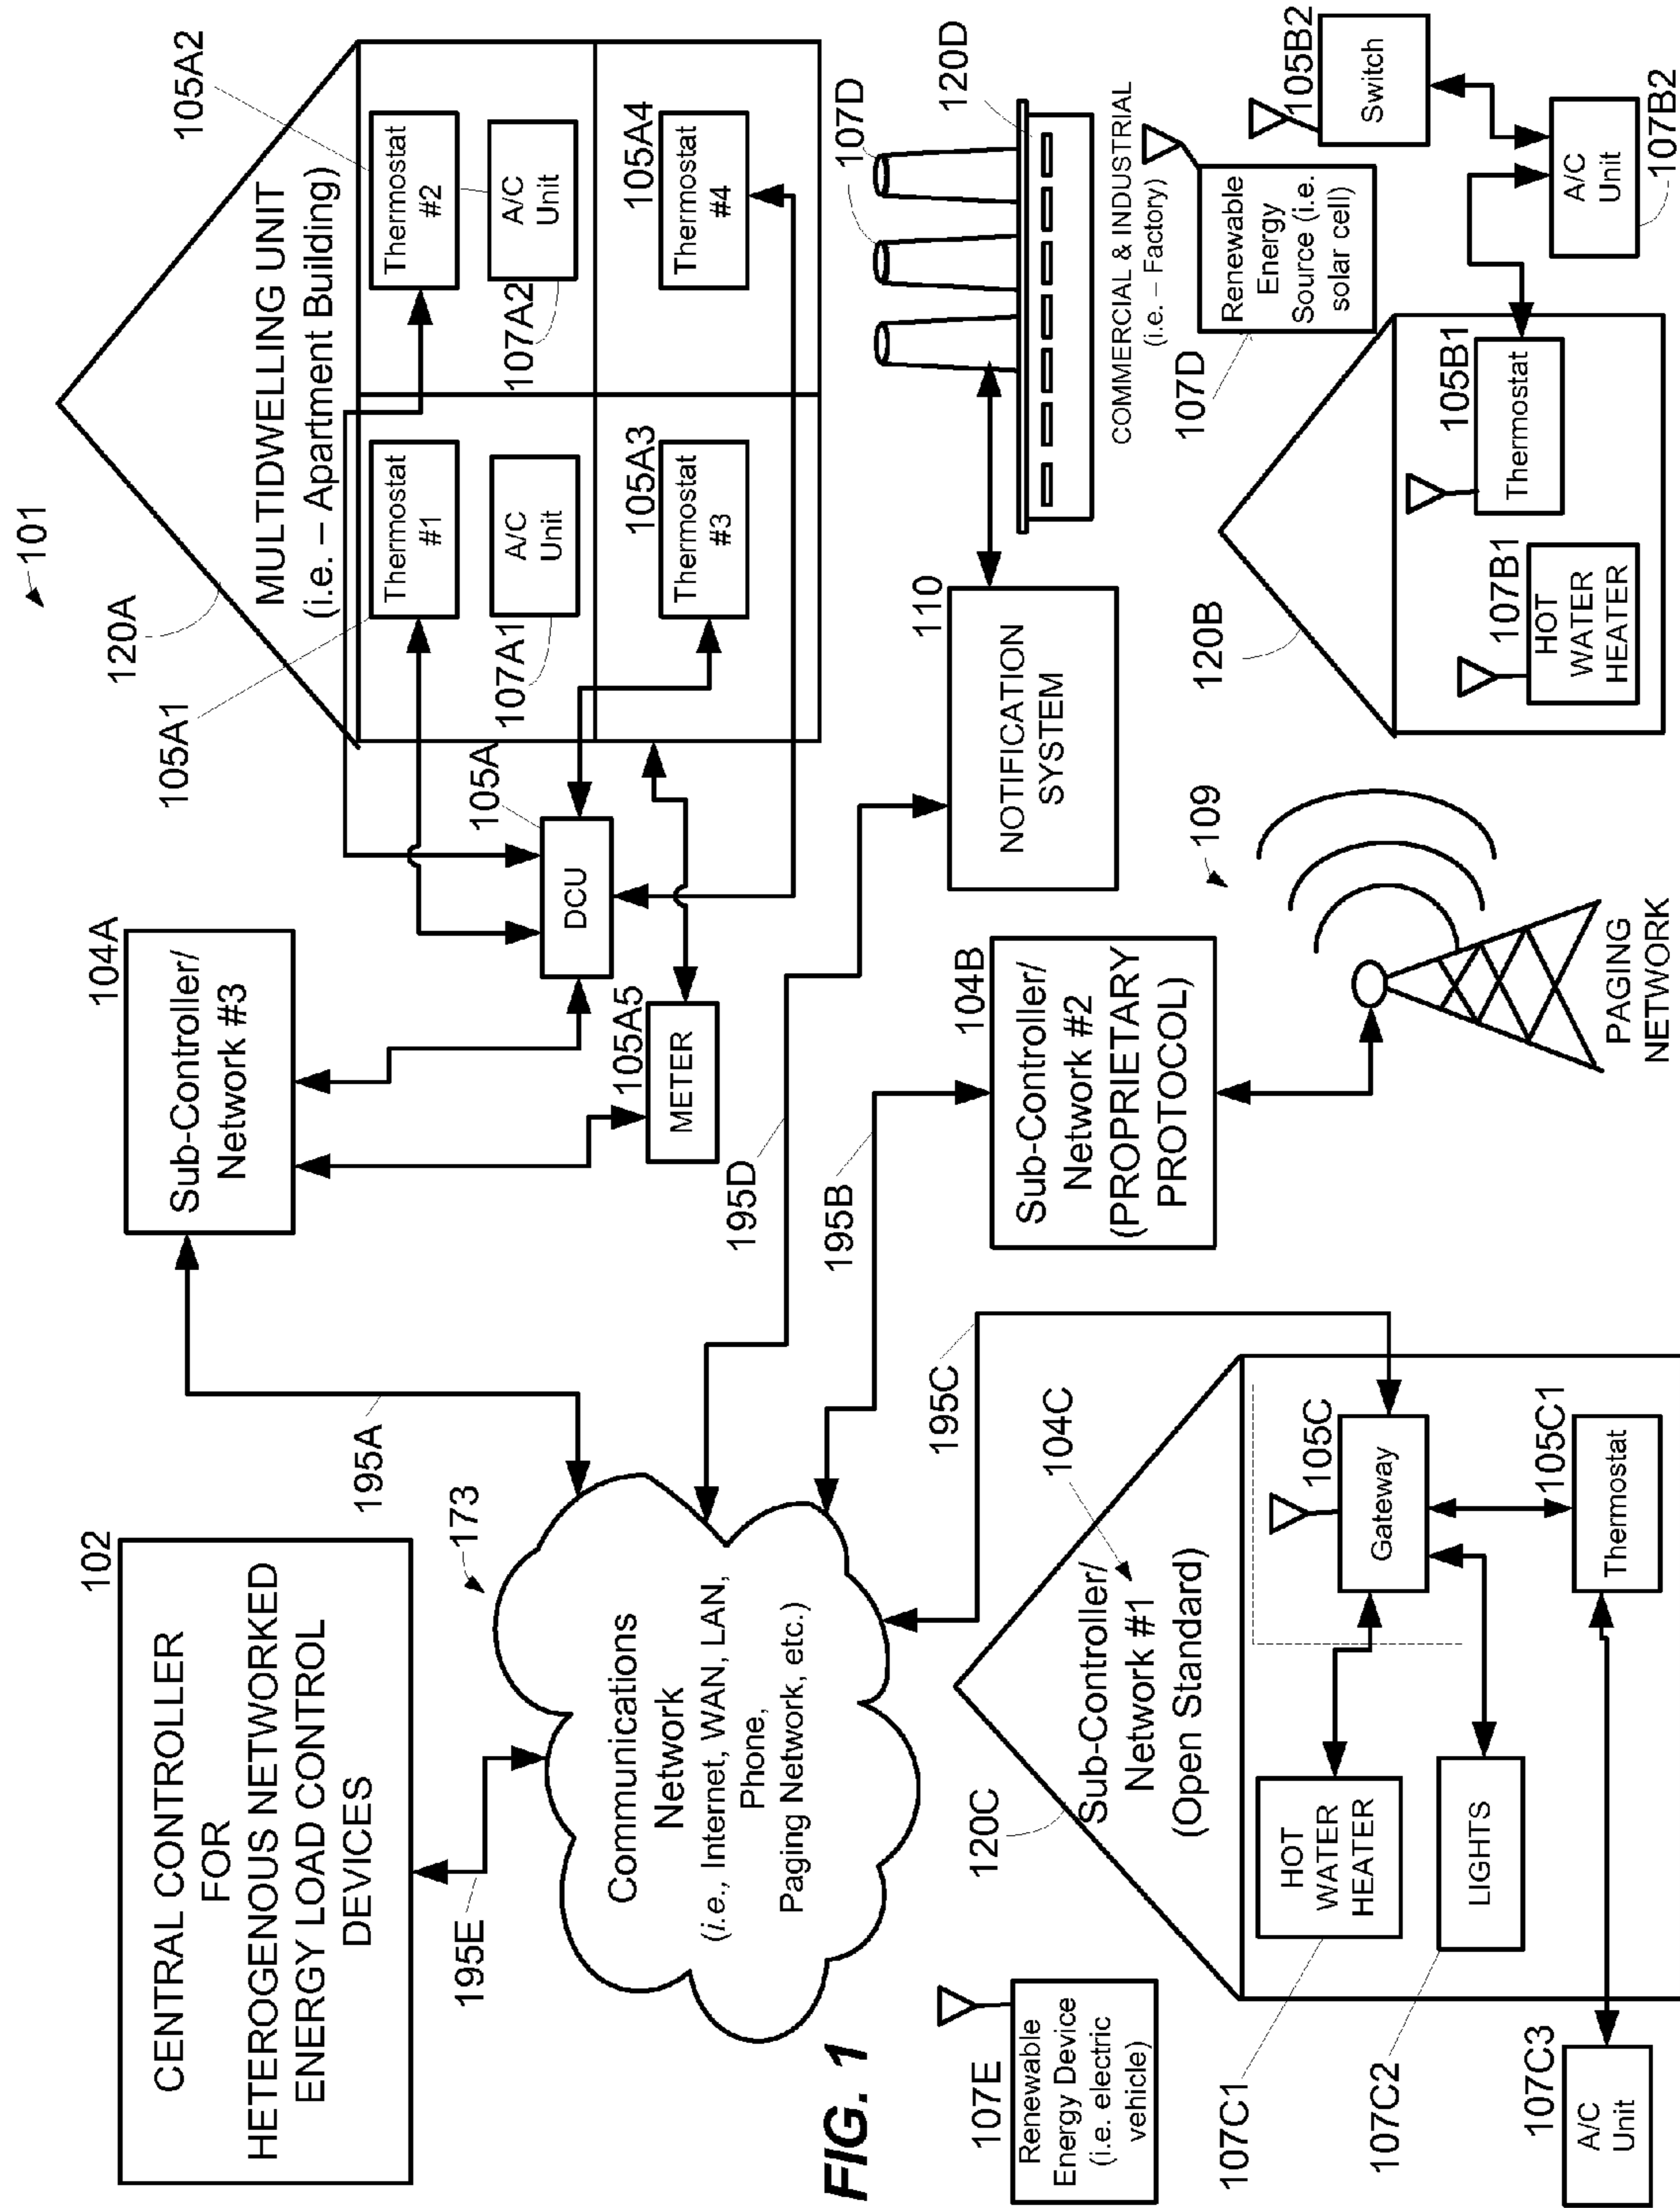 101
102
CENTRAL CONTROLLER
FOR
HETEROGENOUS NETWORKED
ENERGY LOAD CONTROL
DEVICES
195E
173
Communications
Network
(i.e., Internet, WAN, LAN,
Phone,
Paging Network, etc.)
195A
104A
Sub-Controller/
Network #3
105A5
METER
105A
DCU
105A1
120A
MULTIDWELLING UNIT
(i.e. – Apartment Building)
Thermostat
#1
107A1
A/C
Unit
105A2
Thermostat
#2
107A2
A/C
Unit
105A3
Thermostat
#3
105A4
Thermostat
#4
195D
195B
195C
110
NOTIFICATION
SYSTEM
107D
120D
COMMERCIAL & INDUSTRIAL
(i.e. – Factory)
104B
Sub-Controller/
Network #2
(PROPRIETARY
PROTOCOL)
109
PAGING
NETWORK
107D
Renewable
Energy
Source (i.e.
solar cell)
120B
107B1
HOT
WATER
HEATER
105B1
Thermostat
105B2
Switch
A/C
Unit
107B2
FIG. 1
107E
Renewable
Energy Device
(i.e. electric
vehicle)
120C
104C
Sub-Controller/
Network #1
(Open Standard)
105C
Gateway
105C1
Thermostat
107C1
HOT
WATER
HEATER
107C2
LIGHTS
107C3
A/C
Unit